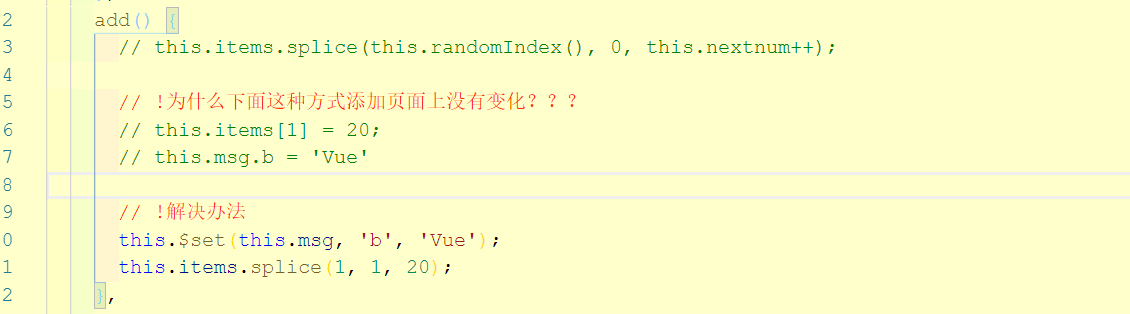 2 add() {
3 // this.items.splice(this.randomIndex(), 0, this.nextnum++);
4
5 // !为什么下面这种方式添加页面上没有变化？？？
6 // this.items[1] = 20;
7 // this.msg.b = 'Vue'
8
9 // !解决办法
0 this.$set(this.msg, 'b', 'Vue');
1 this.items.splice(1, 1, 20);
2 },